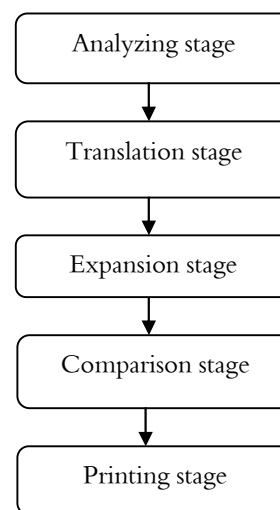 Analyzing stage
Translation stage
Expansion stage
Comparison stage
Printing stage